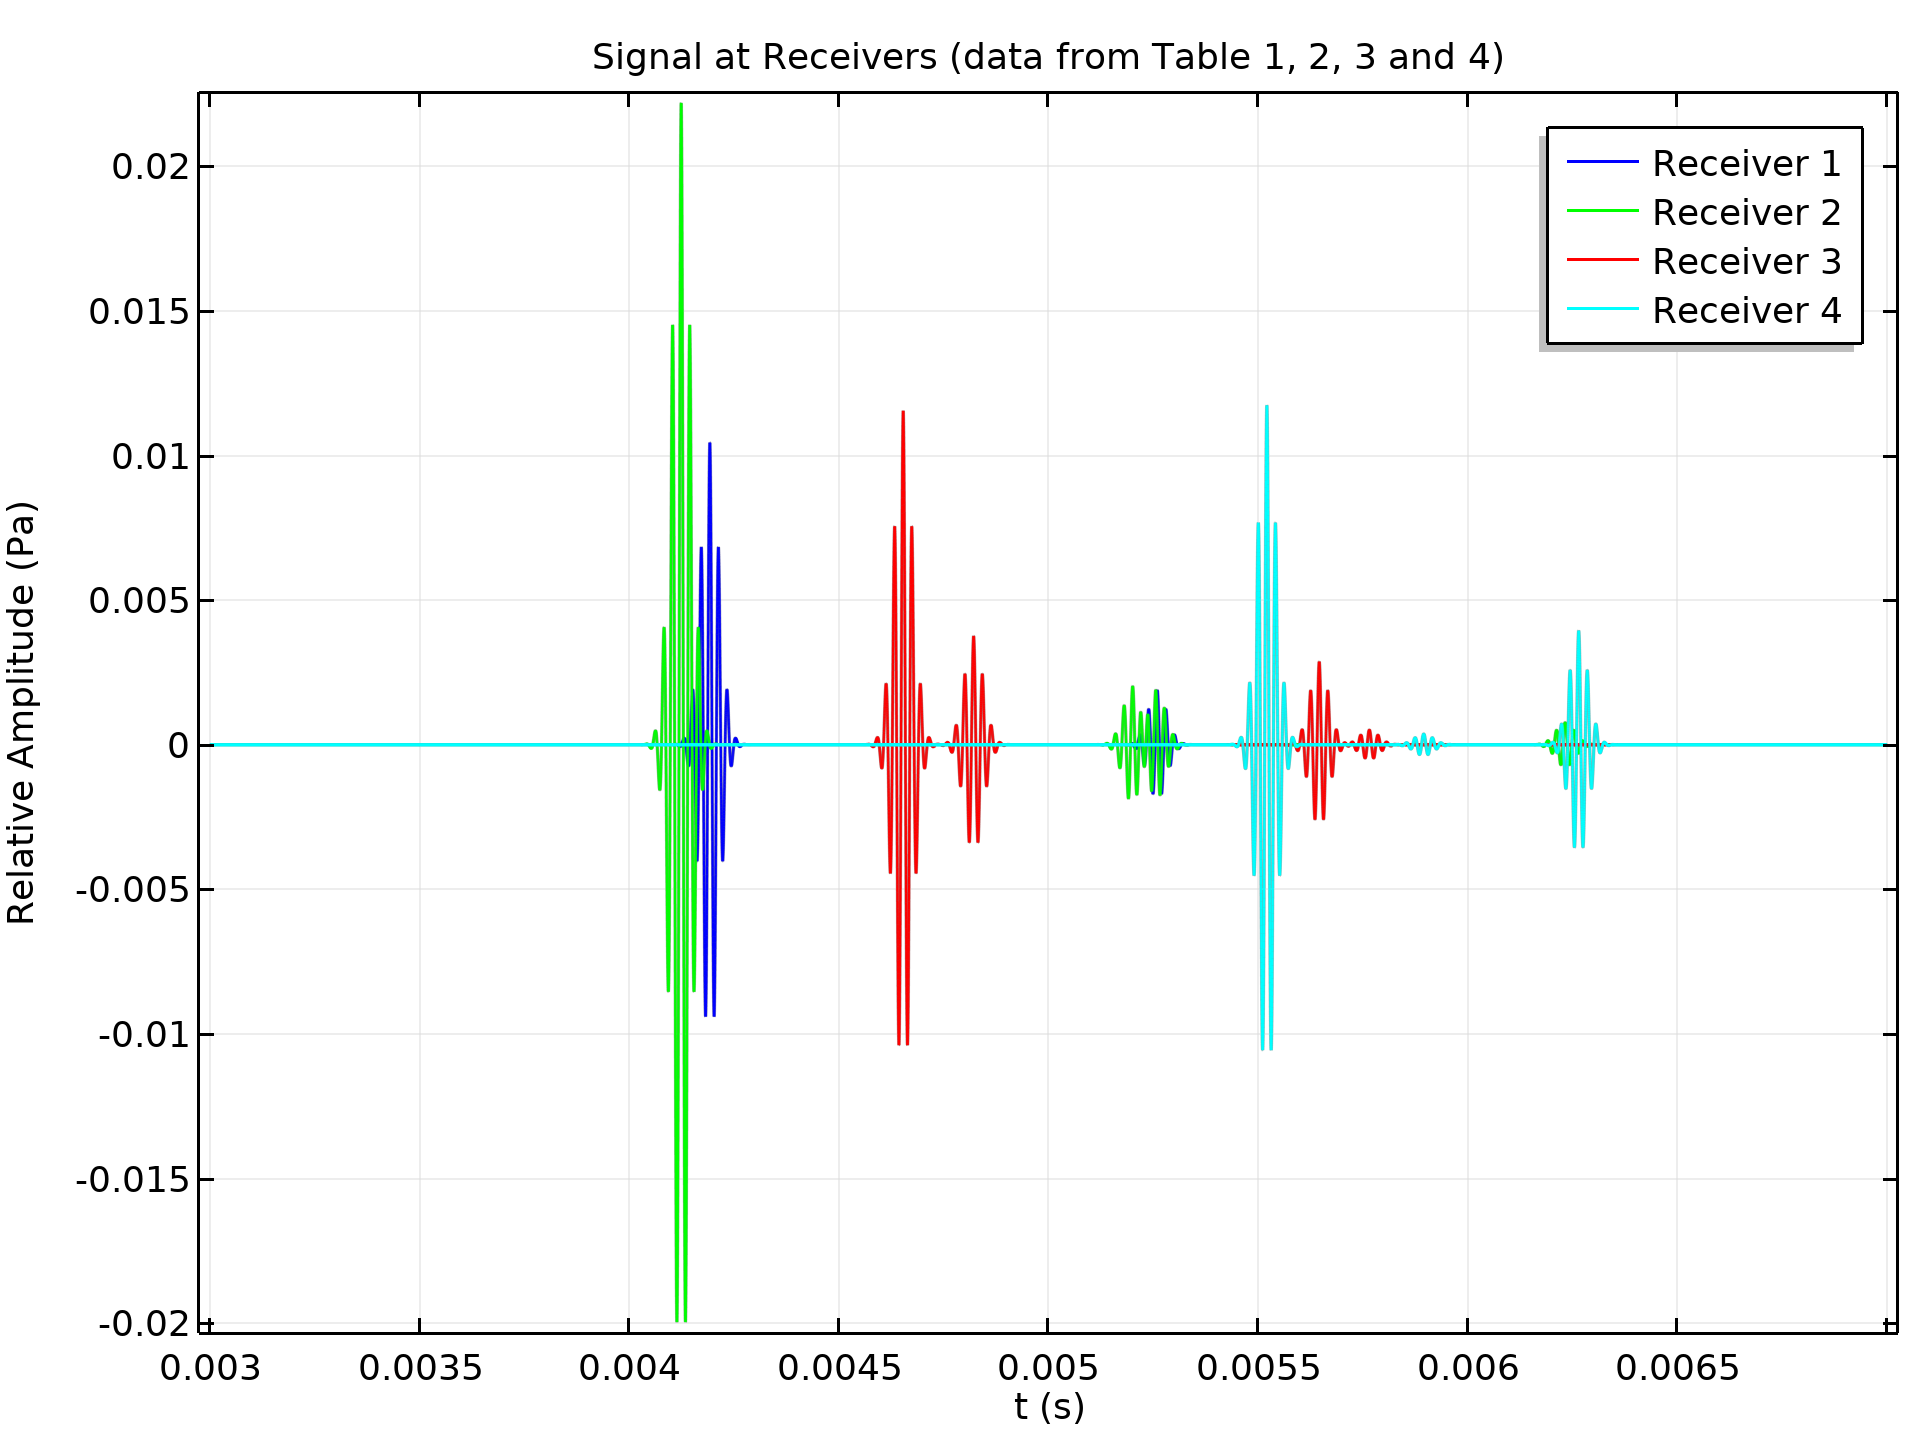 Signal at Receivers (data from Table 1, 2, 3 and 4)
Receiver 1
Receiver 2
Receiver 3
Receiver 4
0.02
0.015
0.01
0.005
0
-0.005
-0.01
-0.015
-0.02
Relative Amplitude (Pa)
0.003 0.0035 0.004 0.0045 0.005 0.0055 0.006 0.0065
t (s)